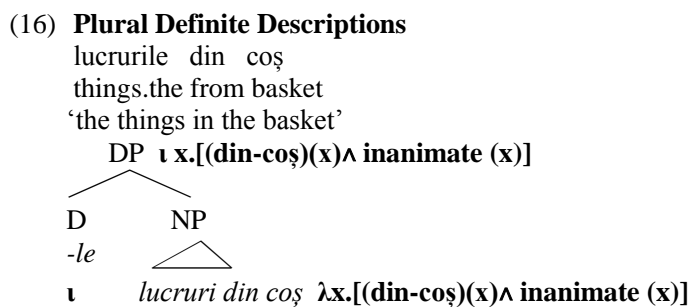 (16) Plural Definite Descriptions
lucrurile din coș
things.the from basket
‘the things in the basket’
DP ι x.[(din-coș)(x)∧ inanimate (x)]
D NP
-le
ι lucruri din coș λx.[(din-coș)(x)∧ inanimate (x)]